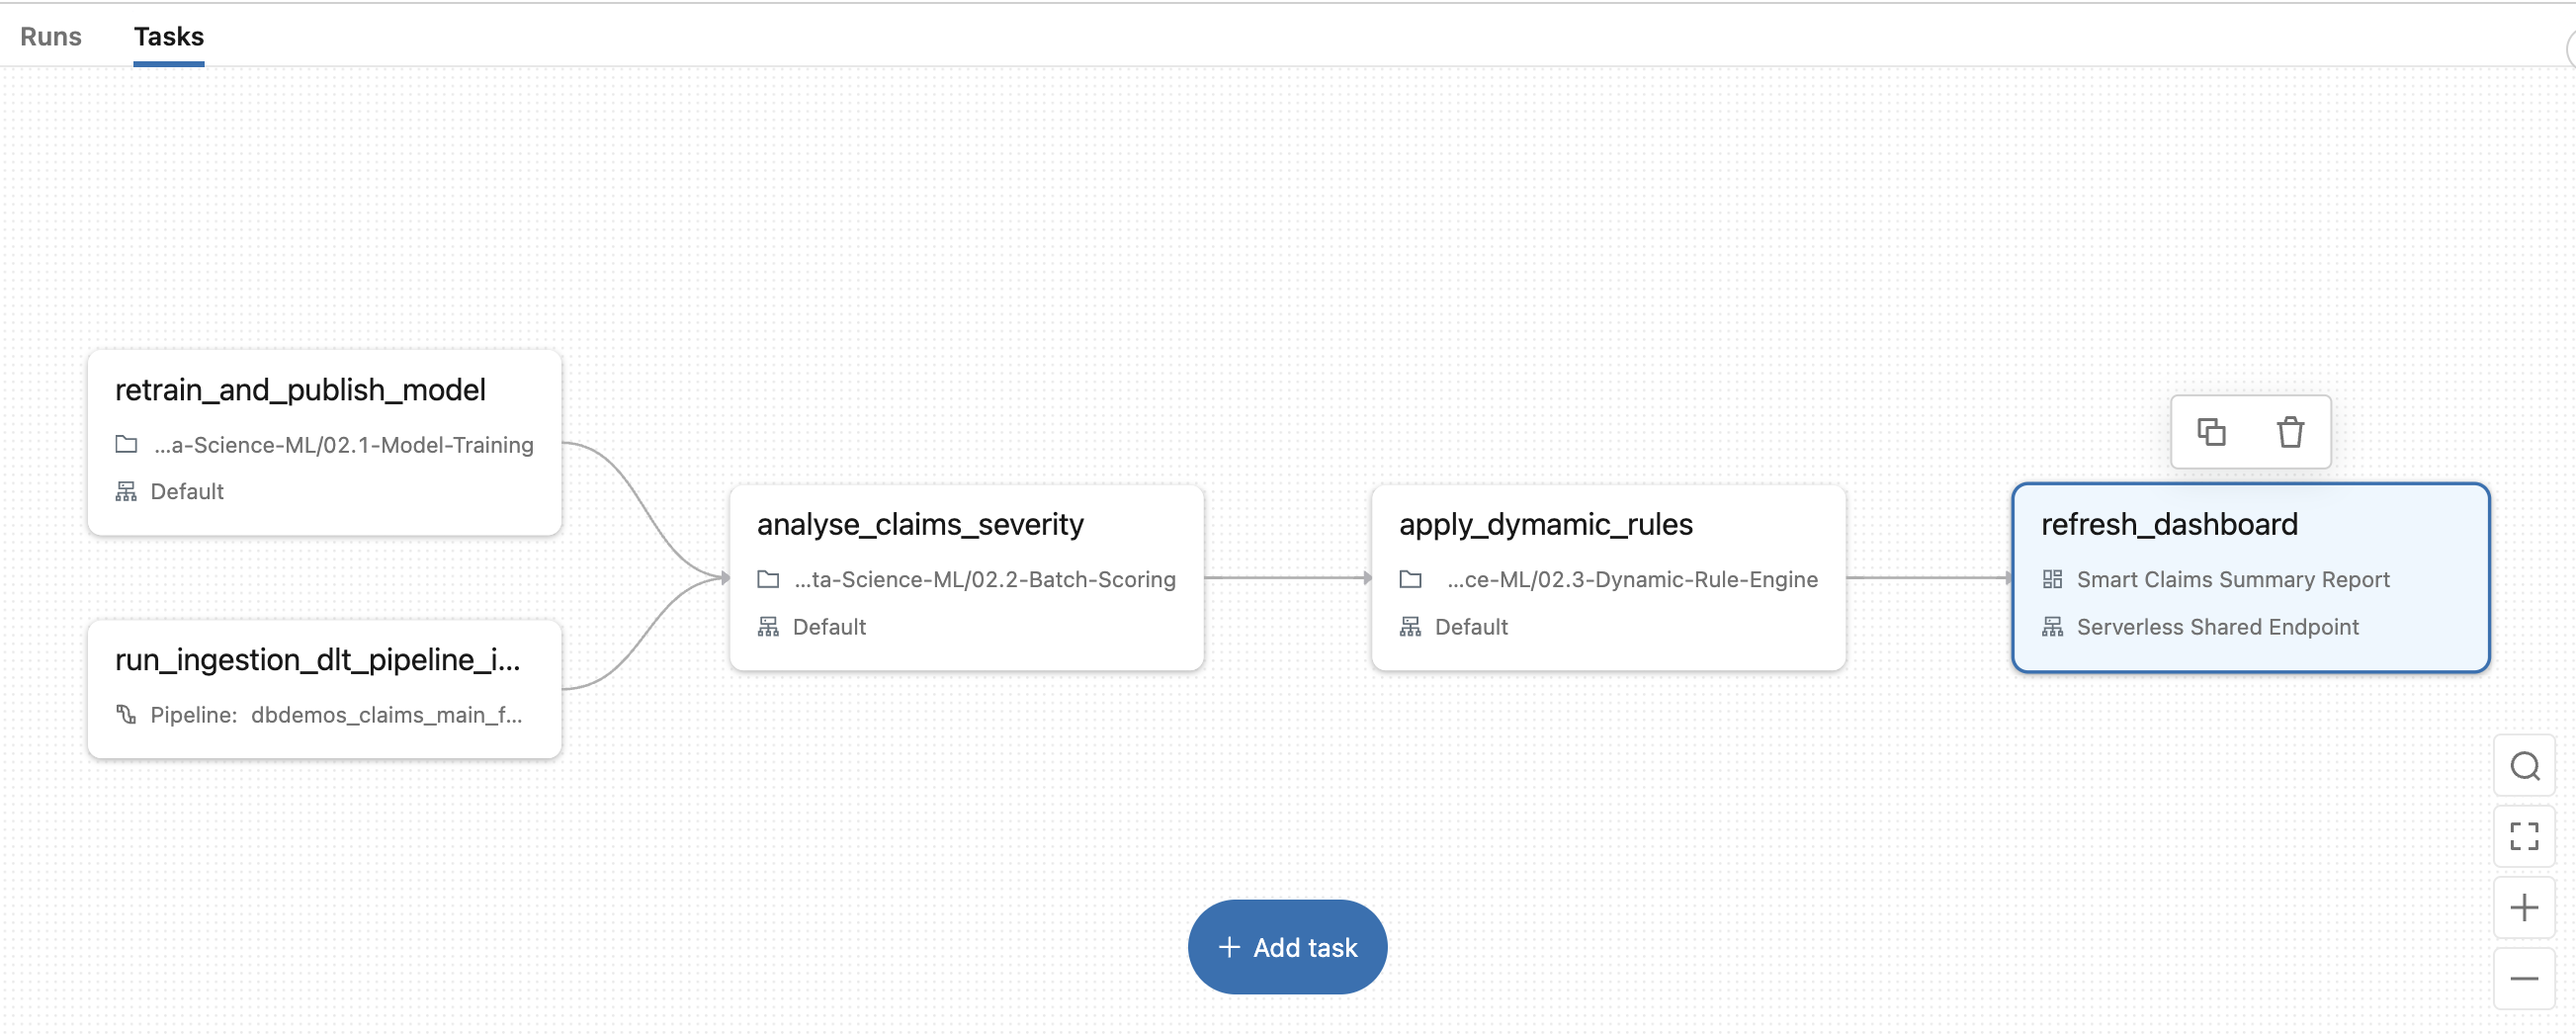 Runs Tasks
retrain_and_publish_model
...a-Science-ML/02.1-Model-Training
Default
run_ingestion_dlt_pipeline_i...
Pipeline: dbdemos_claims_main_f...
analyse_claims_severity
...ta-Science-ML/02.2-Batch-Scoring
Default
apply_dymamic_rules
...ce-ML/02.3-Dynamic-Rule-Engine
Default
refresh_dashboard
Smart Claims Summary Report
Serverless Shared Endpoint
+ Add task